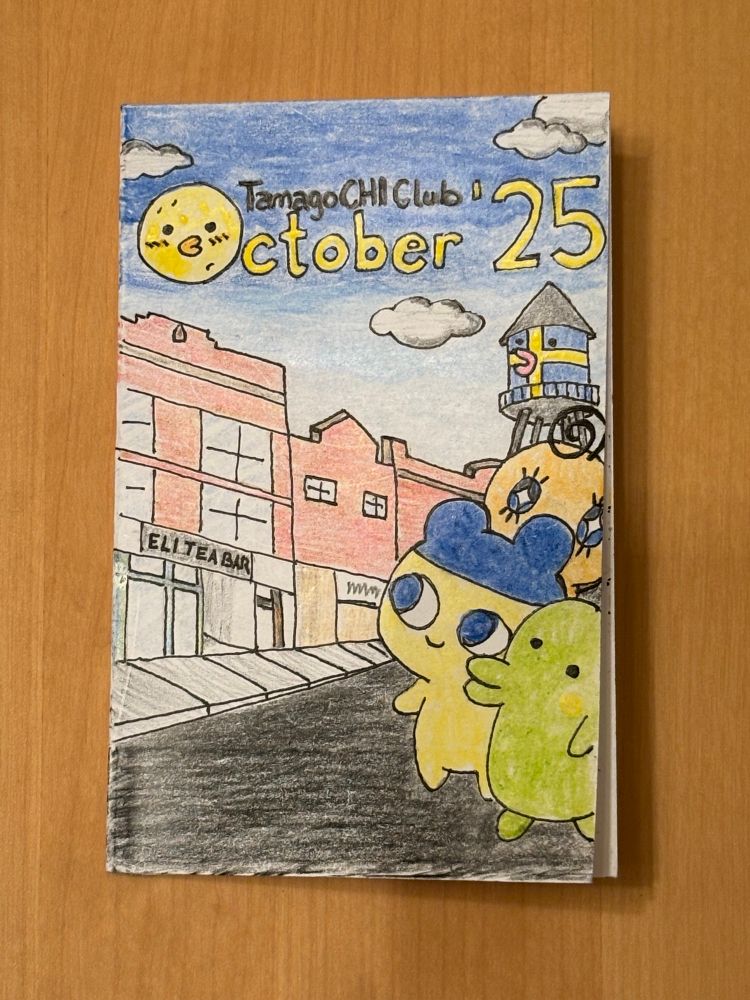 TamagoCHI Club
October '25
ELI TEA BAR